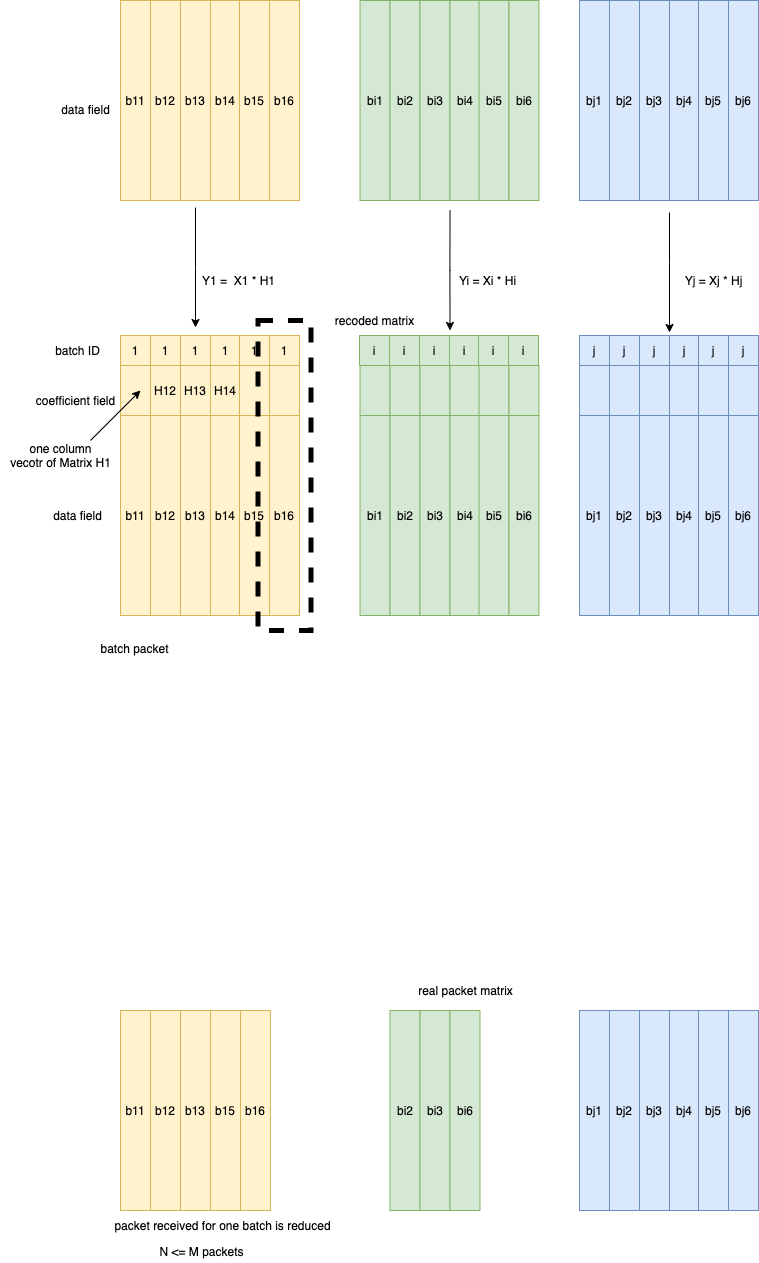 data field
b11 b12 b13 b14 b15 b16
bi1 bi2 bi3 bi4 bi5 bi6
bj1 bj2 bj3 bj4 bj5 bj6
Y1 = X1 * H1
Yi = Xi * Hi
Yj = Xj * Hj
recoded matrix
batch ID
1 1 1 1 1 1
i i i i i i
j j j j j j
coefficient field
H12 H13 H14
one column
vecotr of Matrix H1
data field
b11 b12 b13 b14 b15 b16
bi1 bi2 bi3 bi4 bi5 bi6
bj1 bj2 bj3 bj4 bj5 bj6
batch packet
real packet matrix
b11 b12 b13 b15 b16
bi2 bi3 bi6
bj1 bj2 bj3 bj4 bj5 bj6
packet received for one batch is reduced
N <= M packets